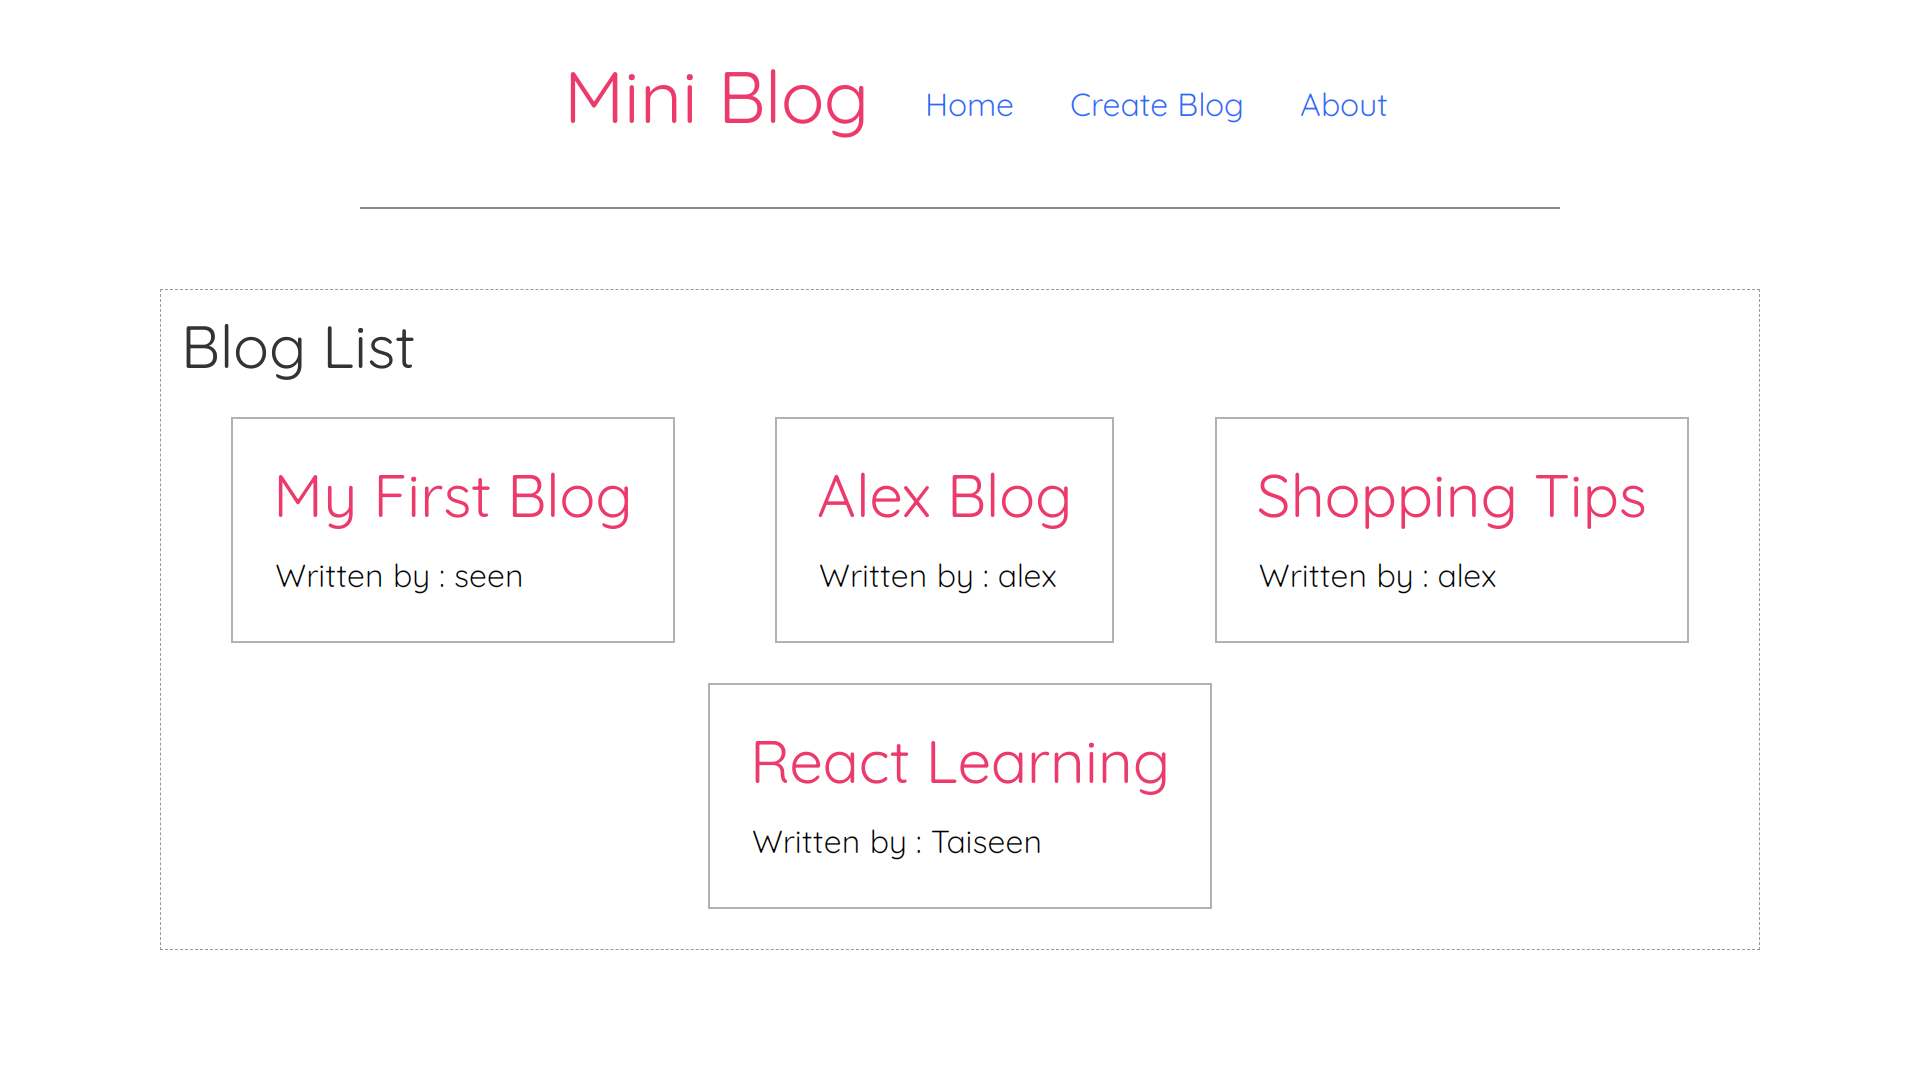 Mini Blog
Home
Create Blog
About
Blog List
My First Blog
Written by : seen
Alex Blog
Written by : alex
Shopping Tips
Written by : alex
React Learning
Written by : Taiseen